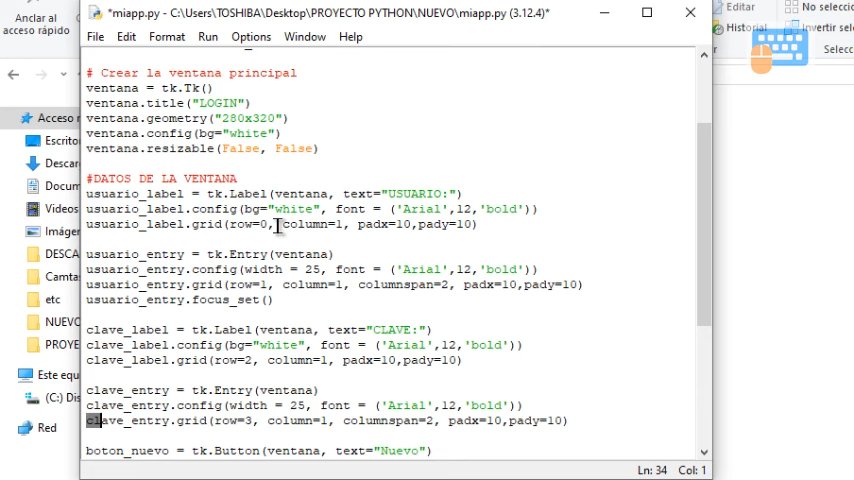 *miapp.py - C:\Users\TOSHIBA\Desktop\PROYECTO PYTHON\NUEVO\miapp.py (3.12.4)*
File Edit Format Run Options Window Help
# Crear la ventana principal
ventana = tk.Tk()
ventana.title("LOGIN")
ventana.geometry("280x320")
ventana.config(bg="white")
ventana.resizable(False, False)
#DATOS DE LA VENTANA
usuario_label = tk.Label(ventana, text="USUARIO:")
usuario_label.config(bg="white", font = ('Arial',12,'bold'))
usuario_label.grid(row=0, column=1, padx=10,pady=10)
usuario_entry = tk.Entry(ventana)
usuario_entry.config(width = 25, font = ('Arial',12,'bold'))
usuario_entry.grid(row=1, column=1, columnspan=2, padx=10,pady=10)
usuario_entry.focus_set()
clave_label = tk.Label(ventana, text="CLAVE:")
clave_label.config(bg="white", font = ('Arial',12,'bold'))
clave_label.grid(row=2, column=1, padx=10,pady=10)
clave_entry = tk.Entry(ventana)
clave_entry.config(width = 25, font = ('Arial',12,'bold'))
clave_entry.grid(row=3, column=1, columnspan=2, padx=10,pady=10)
boton_nuevo = tk.Button(ventana, text="Nuevo")
Ln: 34 Col: 1
Anclar al
acceso rápido
Acceso r
Escrito
Descar
Docum
Videos
Imáge
DESCA
Camta
etc
NUEVO
PROYE
Este equ
(C:) Dis
Red
Editar
Historial
No selecci
Invertir sele
Selecc